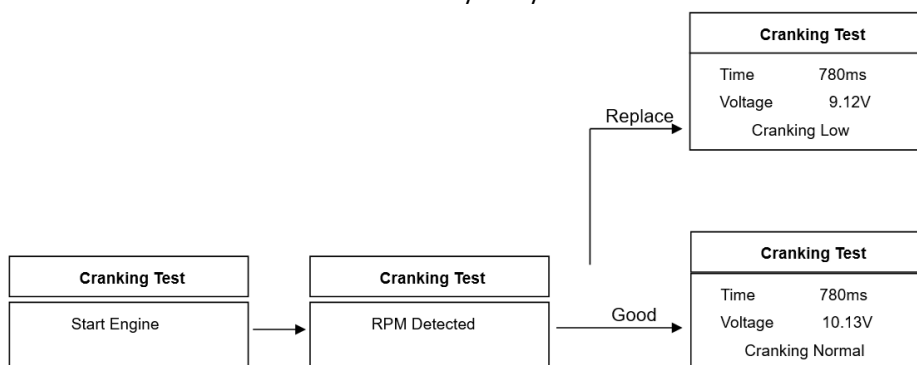 Cranking Test
Time 780ms
Voltage 9.12V
Cranking Low
Replace
Cranking Test
Start Engine
Cranking Test
RPM Detected
Good
Cranking Test
Time 780ms
Voltage 10.13V
Cranking Normal